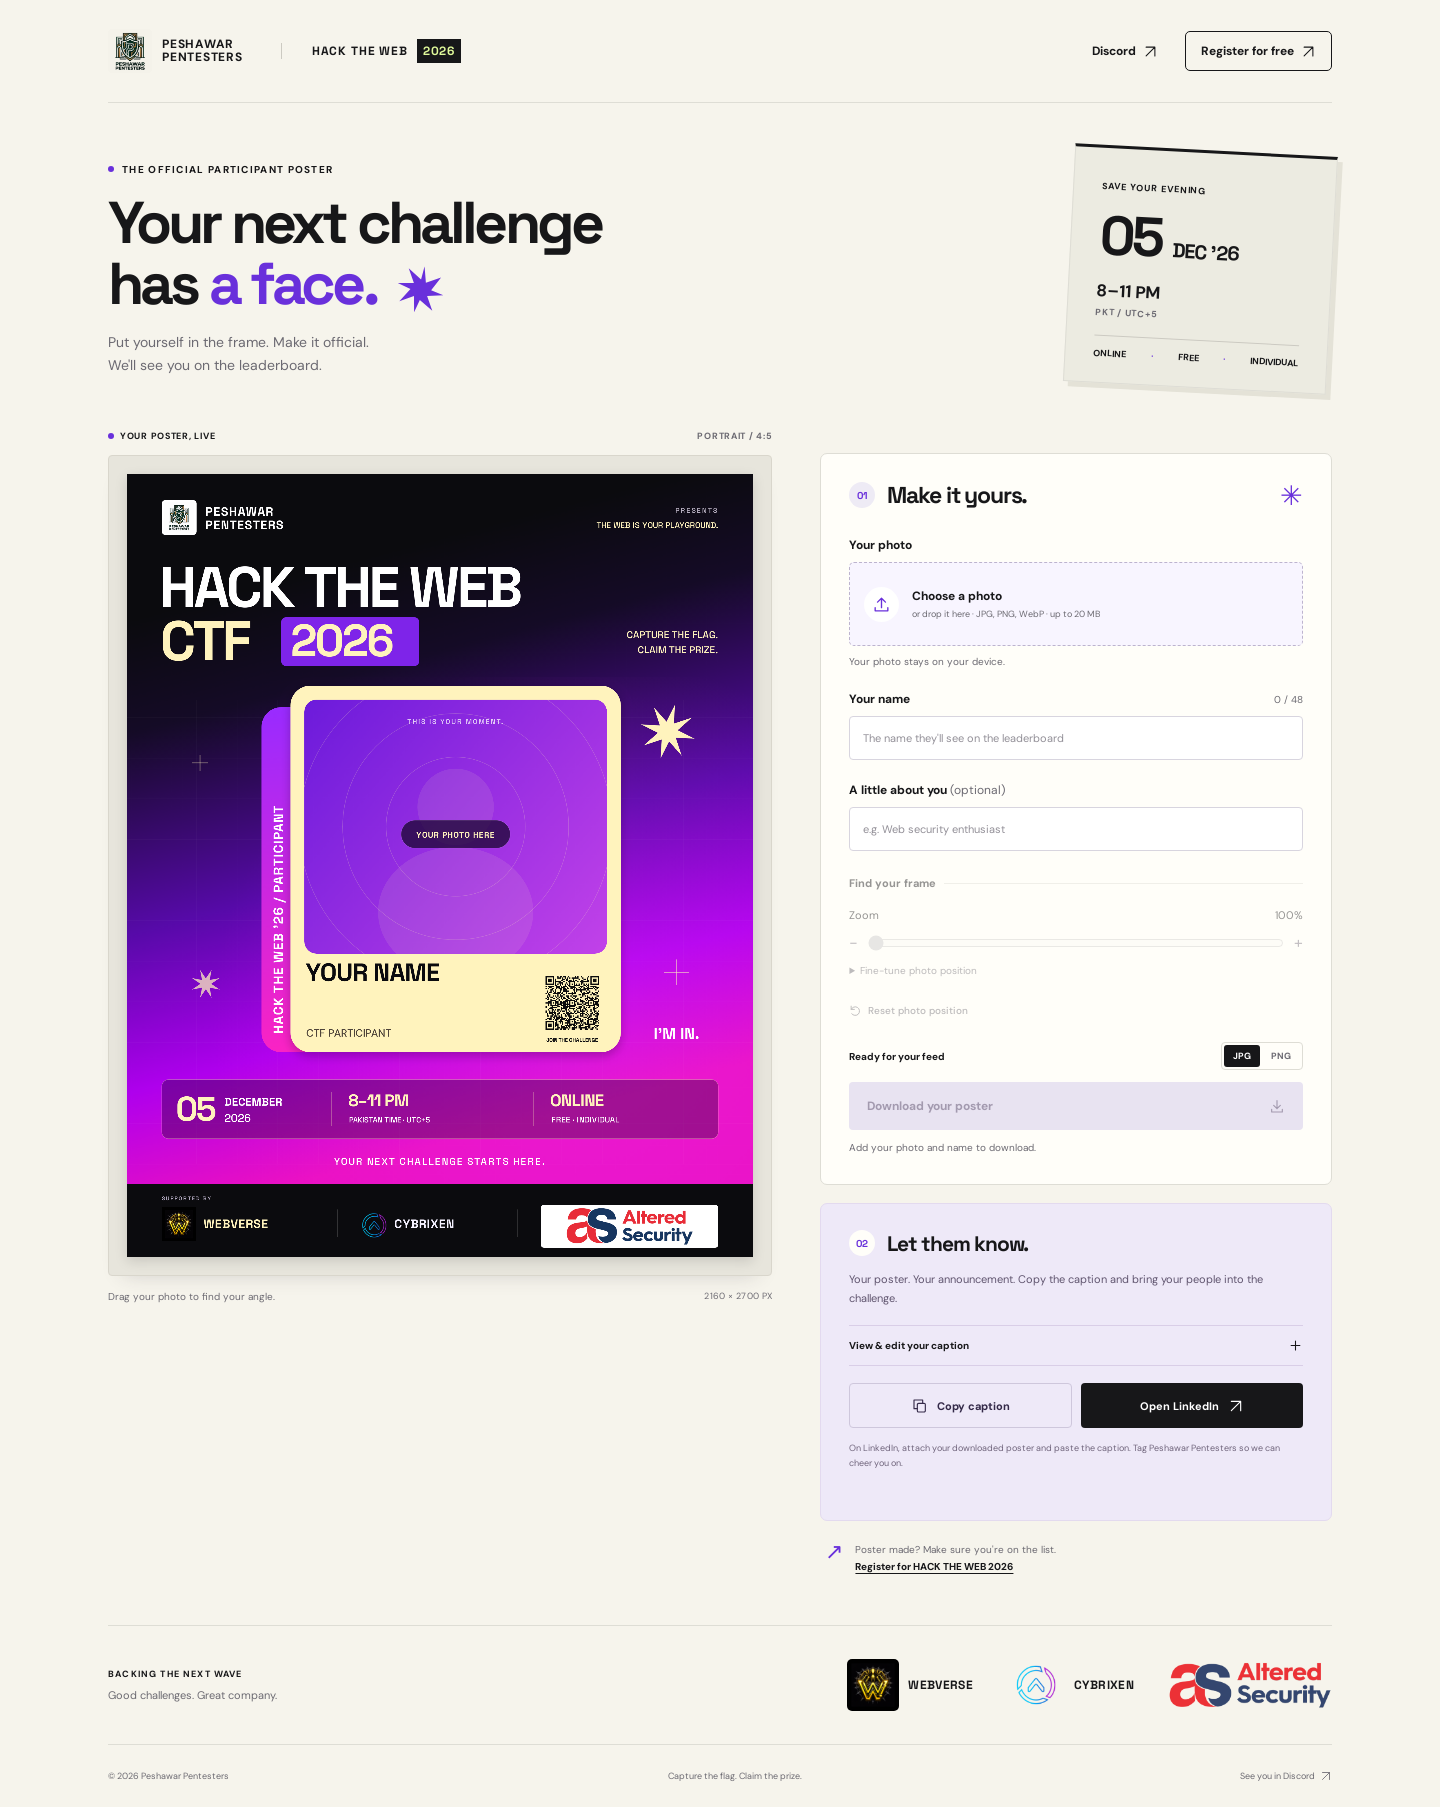 PESHAWAR
PENTESTERS
HACK THE WEB 2026
Discord
Register for free
THE OFFICIAL PARTICIPANT POSTER
Your next challenge
has a face.
Put yourself in the frame. Make it official.
We'll see you on the leaderboard.
SAVE YOUR EVENING
05 DEC '26
8–11 PM
PKT / UTC+5
ONLINE · FREE · INDIVIDUAL
YOUR POSTER, LIVE
PORTRAIT / 4:5
PESHAWAR
PENTESTERS
PRESENTS
THE WEB IS YOUR PLAYGROUND.
HACK THE WEB
CTF 2026
CAPTURE THE FLAG.
CLAIM THE PRIZE.
THIS IS YOUR MOMENT.
YOUR PHOTO HERE
HACK THE WEB '26 / PARTICIPANT
YOUR NAME
CTF PARTICIPANT
JOIN THE CHALLENGE
I'M IN.
05 DECEMBER
2026
8–11 PM
PAKISTAN TIME · UTC+5
ONLINE
FREE · INDIVIDUAL
YOUR NEXT CHALLENGE STARTS HERE.
SUPPORTED BY
WEBVERSE
CYBRIXEN
as Altered
Security
Drag your photo to find your angle.
2160 × 2700 PX
01 Make it yours.
Your photo
Choose a photo
or drop it here · JPG, PNG, WebP · up to 20 MB
Your photo stays on your device.
Your name
0 / 48
The name they'll see on the leaderboard
A little about you (optional)
e.g. Web security enthusiast
Find your frame
Zoom
100%
− +
Fine-tune photo position
Reset photo position
Ready for your feed
JPG PNG
Download your poster
Add your photo and name to download.
02 Let them know.
Your poster. Your announcement. Copy the caption and bring your people into the
challenge.
View & edit your caption
Copy caption
Open LinkedIn
On LinkedIn, attach your downloaded poster and paste the caption. Tag Peshawar Pentesters so we can
cheer you on.
Poster made? Make sure you're on the list.
Register for HACK THE WEB 2026
BACKING THE NEXT WAVE
Good challenges. Great company.
WEBVERSE
CYBRIXEN
as Altered
Security
© 2026 Peshawar Pentesters
Capture the flag. Claim the prize.
See you in Discord